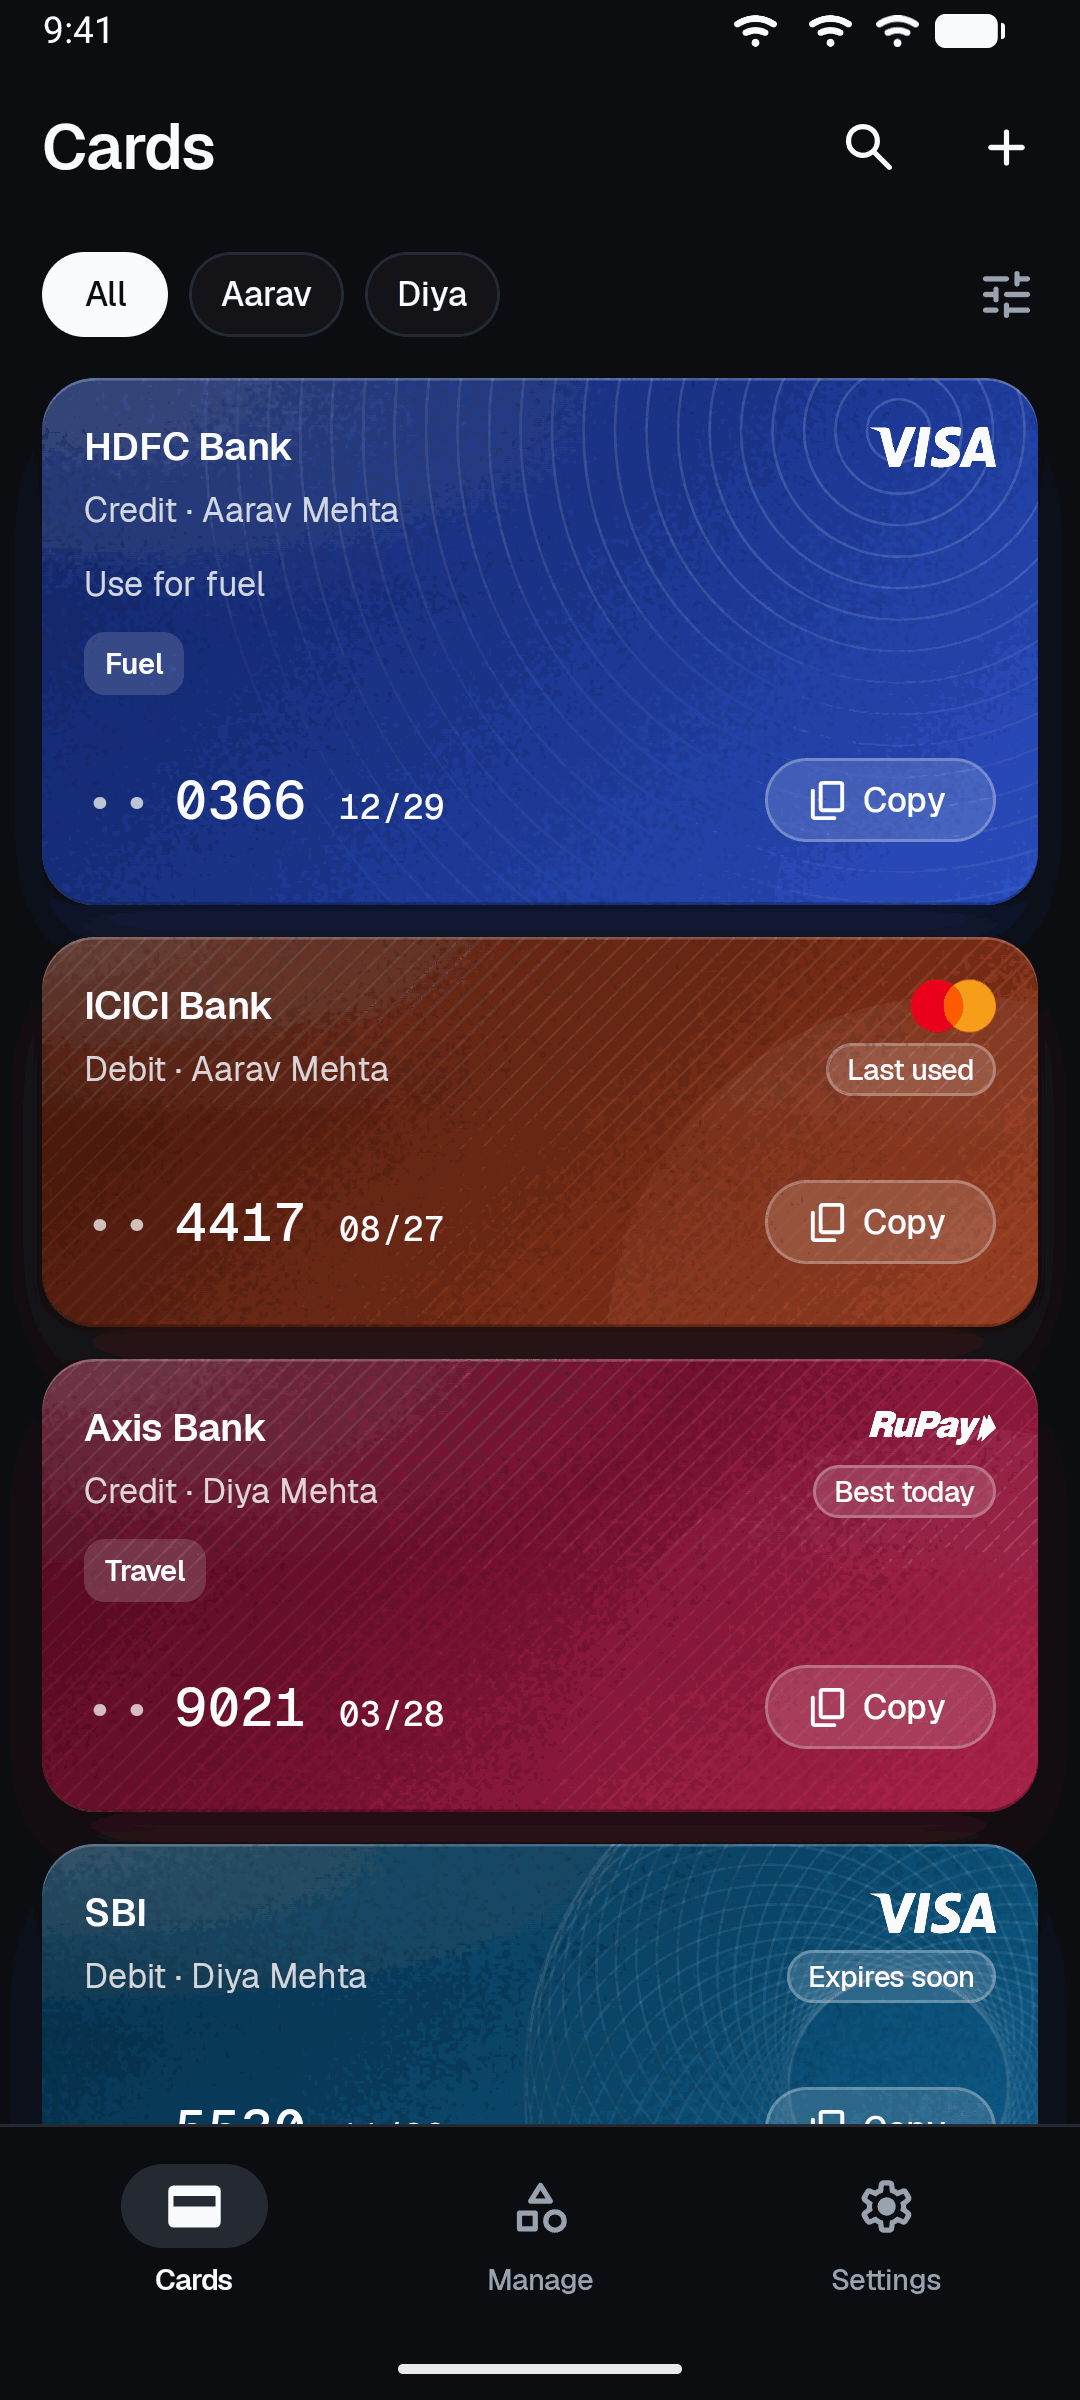 9:41
Cards
All
Aarav
Diya
HDFC Bank
VISA
Credit · Aarav Mehta
Use for fuel
Fuel
• • 0366 12/29
Copy
ICICI Bank
Debit · Aarav Mehta
Last used
• • 4417 08/27
Copy
Axis Bank
RuPay
Credit · Diya Mehta
Best today
Travel
• • 9021 03/28
Copy
SBI
VISA
Debit · Diya Mehta
Expires soon
Copy
Cards
Manage
Settings